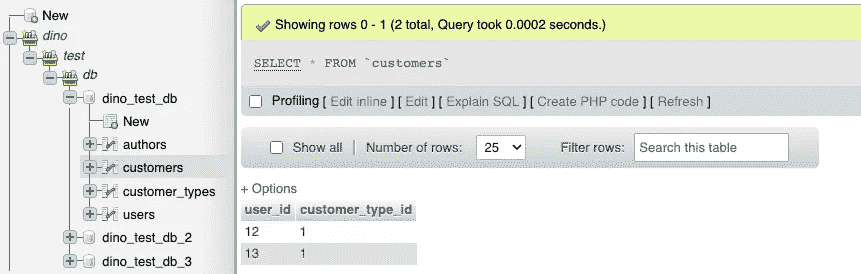 New
dino
test
db
dino_test_db
New
authors
customers
customer_types
users
dino_test_db_2
dino_test_db_3
Showing rows 0 - 1 (2 total, Query took 0.0002 seconds.)
SELECT * FROM `customers`
Profiling [ Edit inline ] [ Edit ] [ Explain SQL ] [ Create PHP code ] [ Refresh ]
Show all | Number of rows: 25 Filter rows: Search this table
+ Options
user_id customer_type_id
12 1
13 1